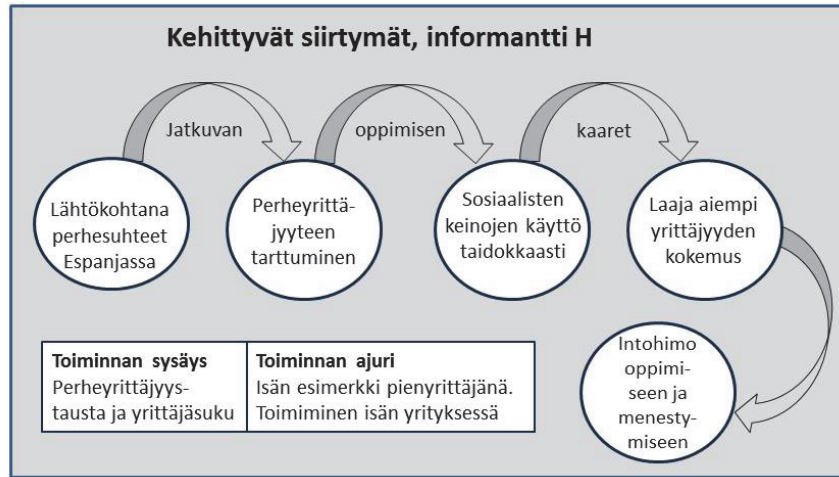 Kehittyvät siirtymät, informantti H
Jatkuvan
oppimisen
kaaret
Lähtökohtana
perhesuhteet
Espanjassa
Perheyrittä-
jyyteen
tarttuminen
Sosiaalisten
keinojen käyttö
taidokkaasti
Laaja aiempi
yrittäjyyden
kokemus
Intohimo
oppimi-
seen ja
menesty-
miseen
Toiminnan sysäys
Perheyrittäjyys-
tausta ja yrittäjäsuku
Toiminnan ajuri
Isän esimerkki pienyrittäjänä.
Toimiminen isän yrityksessä